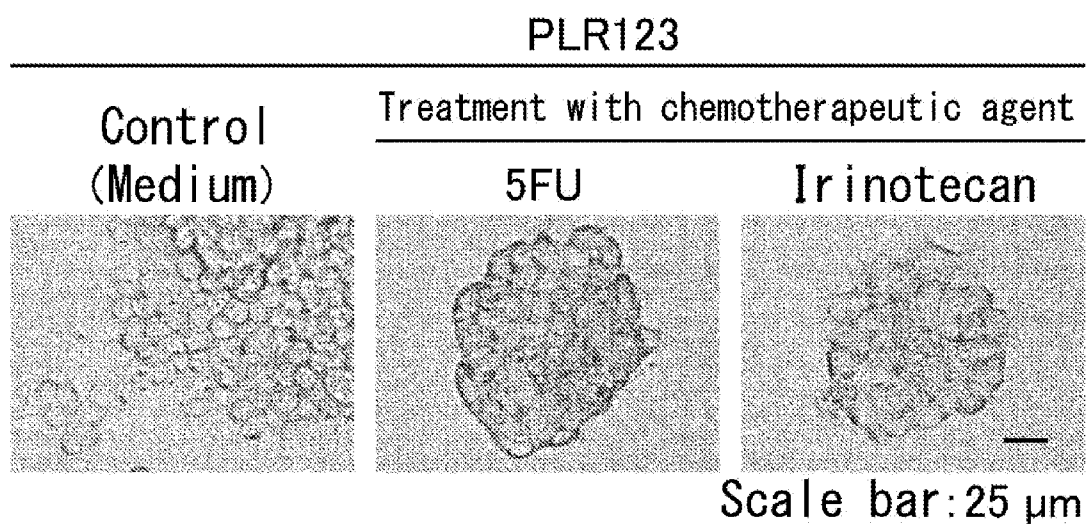 PLR123
Control
(Medium)
Treatment with chemotherapeutic agent
5FU
Irinotecan
Scale bar:25 μm